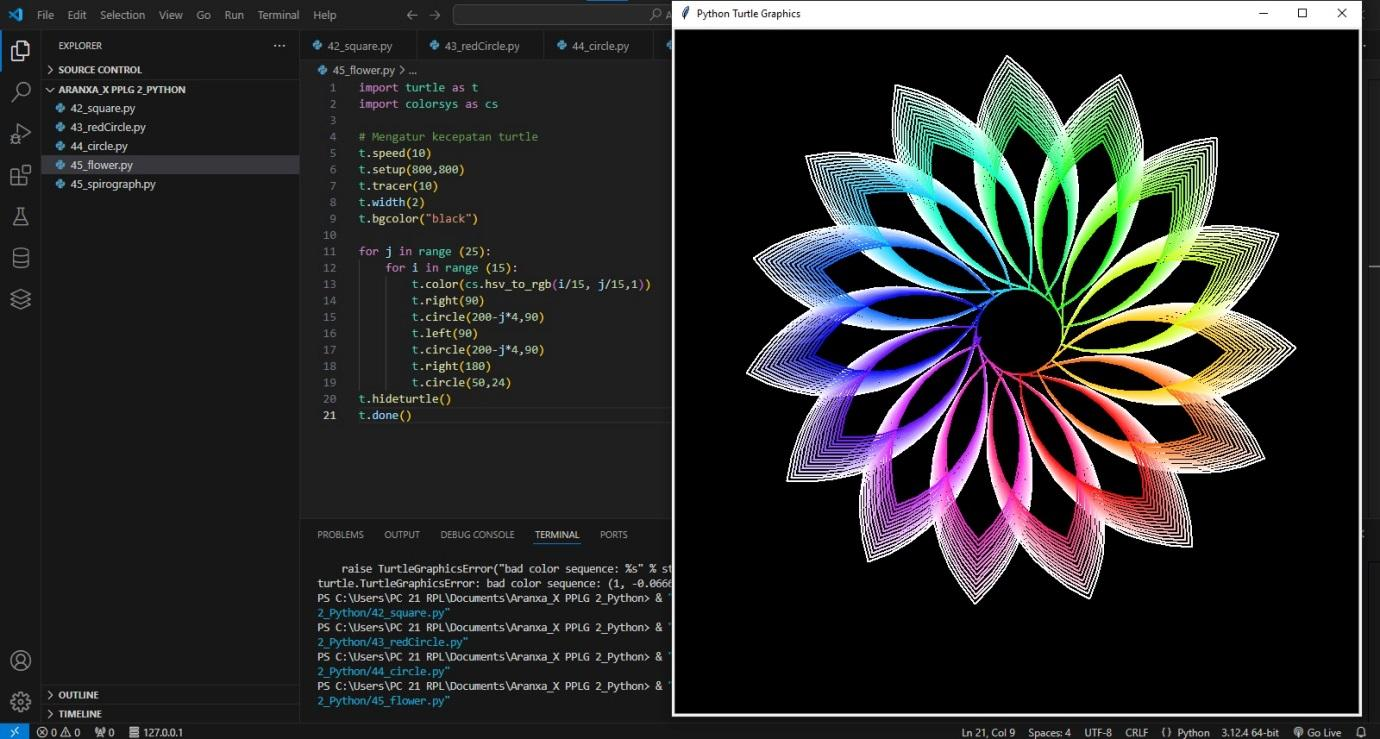 File Edit Selection View Go Run Terminal Help
Python Turtle Graphics
EXPLORER
SOURCE CONTROL
ARANXA_X PPLG 2_PYTHON
42_square.py
43_redCircle.py
44_circle.py
45_flower.py
45_spirograph.py
OUTLINE
TIMELINE
42_square.py 43_redCircle.py 44_circle.py
45_flower.py > ...
1 import turtle as t
2 import colorsys as cs
3
4 # Mengatur kecepatan turtle
5 t.speed(10)
6 t.setup(800,800)
7 t.tracer(10)
8 t.width(2)
9 t.bgcolor("black")
10
11 for j in range (25):
12 for i in range (15):
13 t.color(cs.hsv_to_rgb(i/15, j/15,1))
14 t.right(90)
15 t.circle(200-j*4,90)
16 t.left(90)
17 t.circle(200-j*4,90)
18 t.right(180)
19 t.circle(50,24)
20 t.hideturtle()
21 t.done()
PROBLEMS OUTPUT DEBUG CONSOLE TERMINAL PORTS
raise TurtleGraphicsError("bad color sequence: %s" % st
turtle.TurtleGraphicsError: bad color sequence: (1, -0.0666
PS C:\Users\PC 21 RPL\Documents\Aranxa_X PPLG 2_Python> & "
2_Python/42_square.py"
PS C:\Users\PC 21 RPL\Documents\Aranxa_X PPLG 2_Python> & "
2_Python/43_redCircle.py"
PS C:\Users\PC 21 RPL\Documents\Aranxa_X PPLG 2_Python> & "
2_Python/44_circle.py"
PS C:\Users\PC 21 RPL\Documents\Aranxa_X PPLG 2_Python> & "
2_Python/45_flower.py"
0 0 0 127.0.0.1 Ln 21, Col 9 Spaces: 4 UTF-8 CRLF {} Python 3.12.4 64-bit Go Live